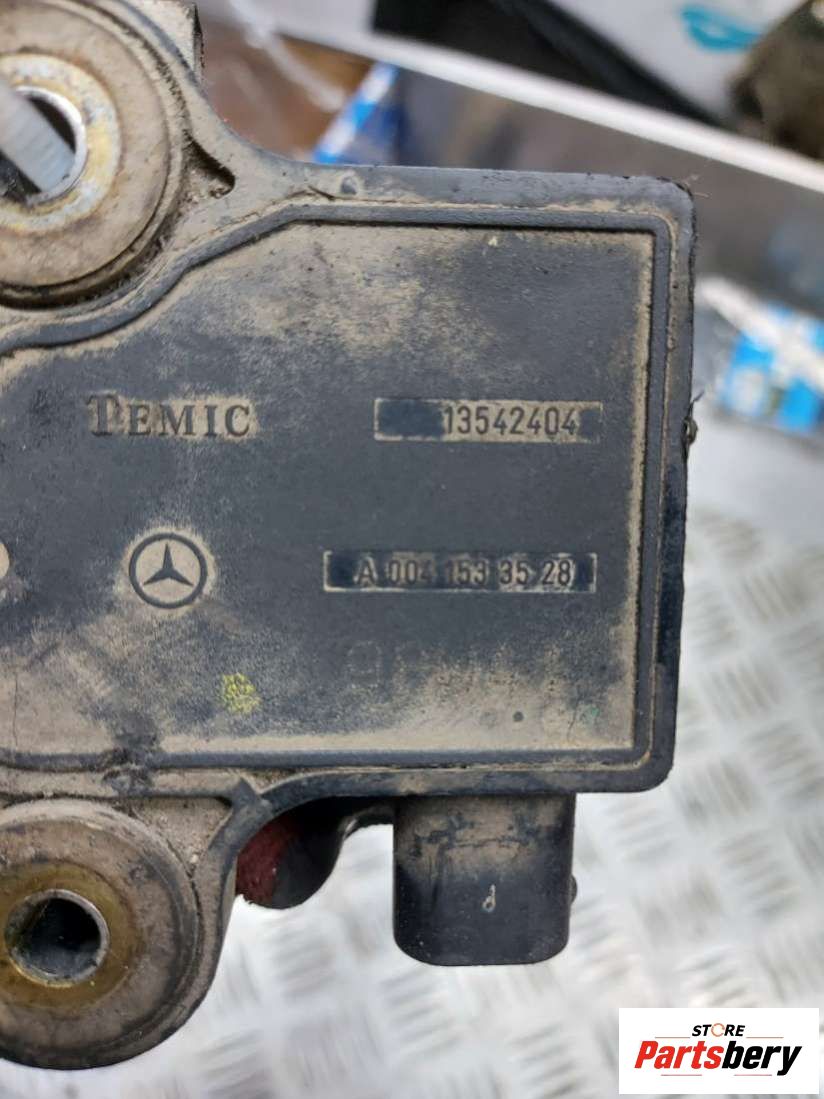 TEMIC
13542404
A 004 153 35 28
STORE
Partsbery